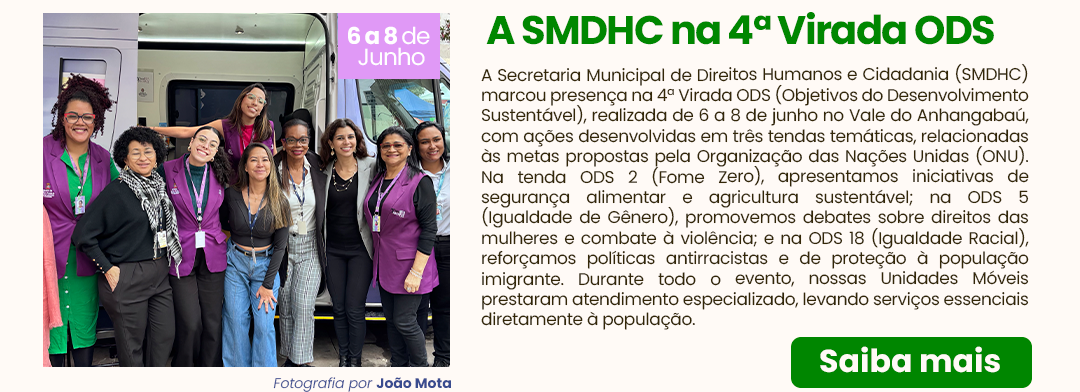 6 a 8 de
Junho
Fotografia por João Mota
A SMDHC na 4ª Virada ODS
A Secretaria Municipal de Direitos Humanos e Cidadania (SMDHC)
marcou presença na 4ª Virada ODS (Objetivos do Desenvolvimento
Sustentável), realizada de 6 a 8 de junho no Vale do Anhangabaú,
com ações desenvolvidas em três tendas temáticas, relacionadas
às metas propostas pela Organização das Nações Unidas (ONU).
Na tenda ODS 2 (Fome Zero), apresentamos iniciativas de
segurança alimentar e agricultura sustentável; na ODS 5
(Igualdade de Gênero), promovemos debates sobre direitos das
mulheres e combate à violência; e na ODS 18 (Igualdade Racial),
reforçamos políticas antirracistas e de proteção à população
imigrante. Durante todo o evento, nossas Unidades Móveis
prestaram atendimento especializado, levando serviços essenciais
diretamente à população.
Saiba mais